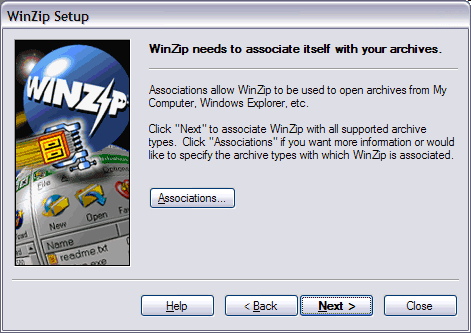 WinZip Setup
WinZip needs to associate itself with your archives.
Associations allow WinZip to be used to open archives from My
Computer, Windows Explorer, etc.
Click "Next" to associate WinZip with all supported archive
types.  Click "Associations" if you want more information or would
like to specify the archive types with which WinZip is associated.
Associations...
WINZIP
File
New
Open
Name
readme.txt
.exe
Help
< Back
Next >
Close